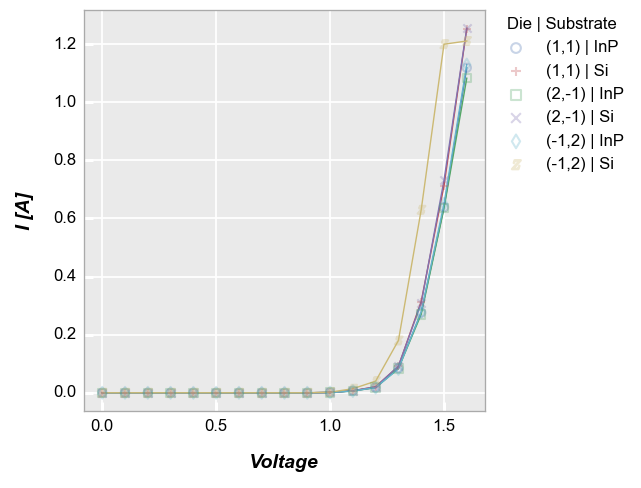 Die | Substrate
(1,1) | InP
(1,1) | Si
(2,-1) | InP
(2,-1) | Si
(-1,2) | InP
(-1,2) | Si
1.2
1.0
0.8
0.6
0.4
0.2
0.0
I [A]
0.0 0.5 1.0 1.5
Voltage